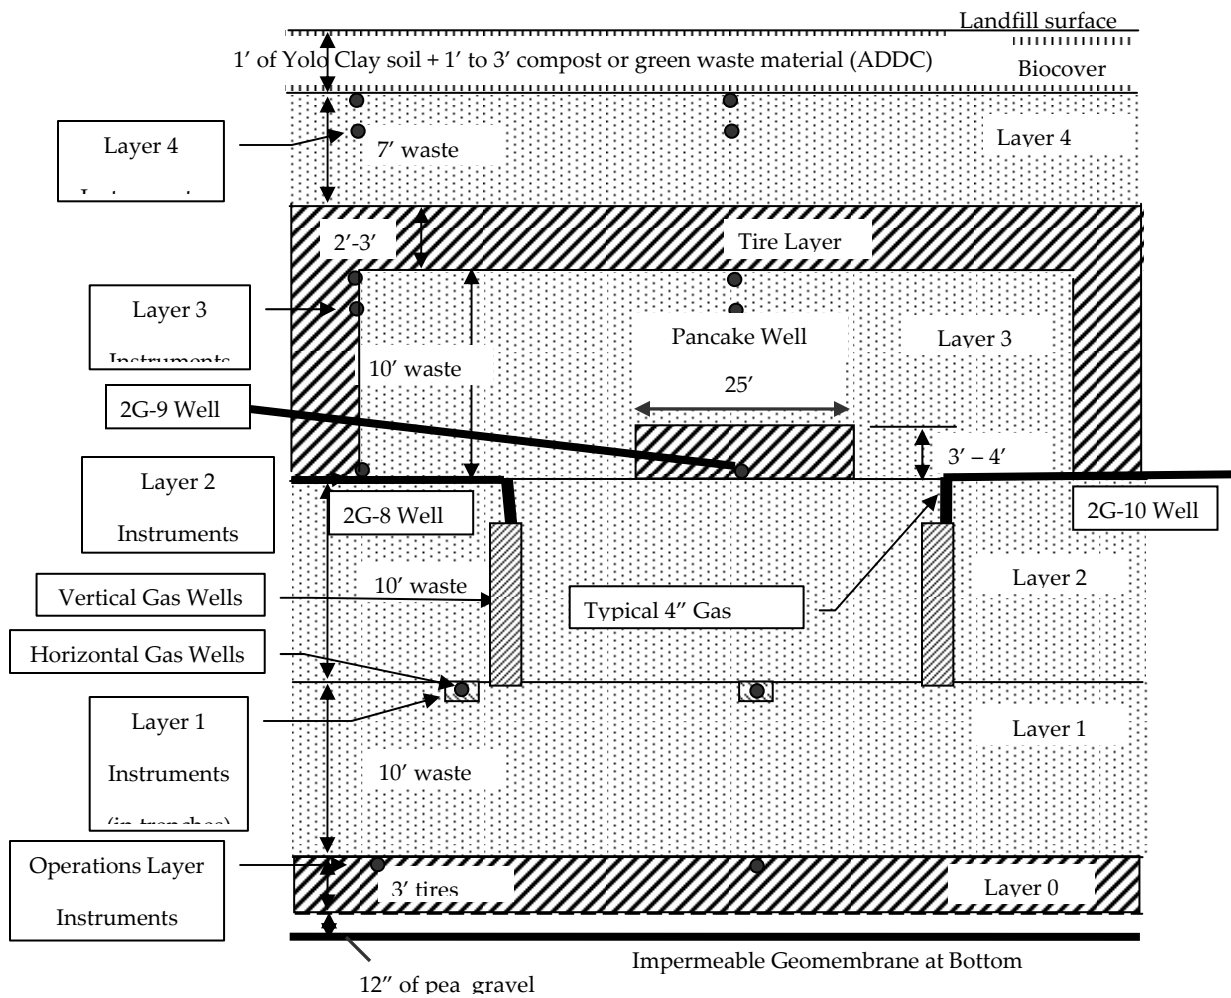 Landfill surface
1’ of Yolo Clay soil + 1’ to 3’ compost or green waste material (ADDC)
Biocover
Layer 4
7’ waste
Layer 4
2’-3’
Tire Layer
Layer 3
Instruments
Pancake Well
Layer 3
10’ waste
25’
2G-9 Well
3’ – 4’
Layer 2
Instruments
2G-8 Well
2G-10 Well
10’ waste
Layer 2
Vertical Gas Wells
Typical 4” Gas
Horizontal Gas Wells
Layer 1
Instruments
(in trenches)
Layer 1
10’ waste
Operations Layer
Instruments
3’ tires
Layer 0
Impermeable Geomembrane at Bottom
12” of pea gravel